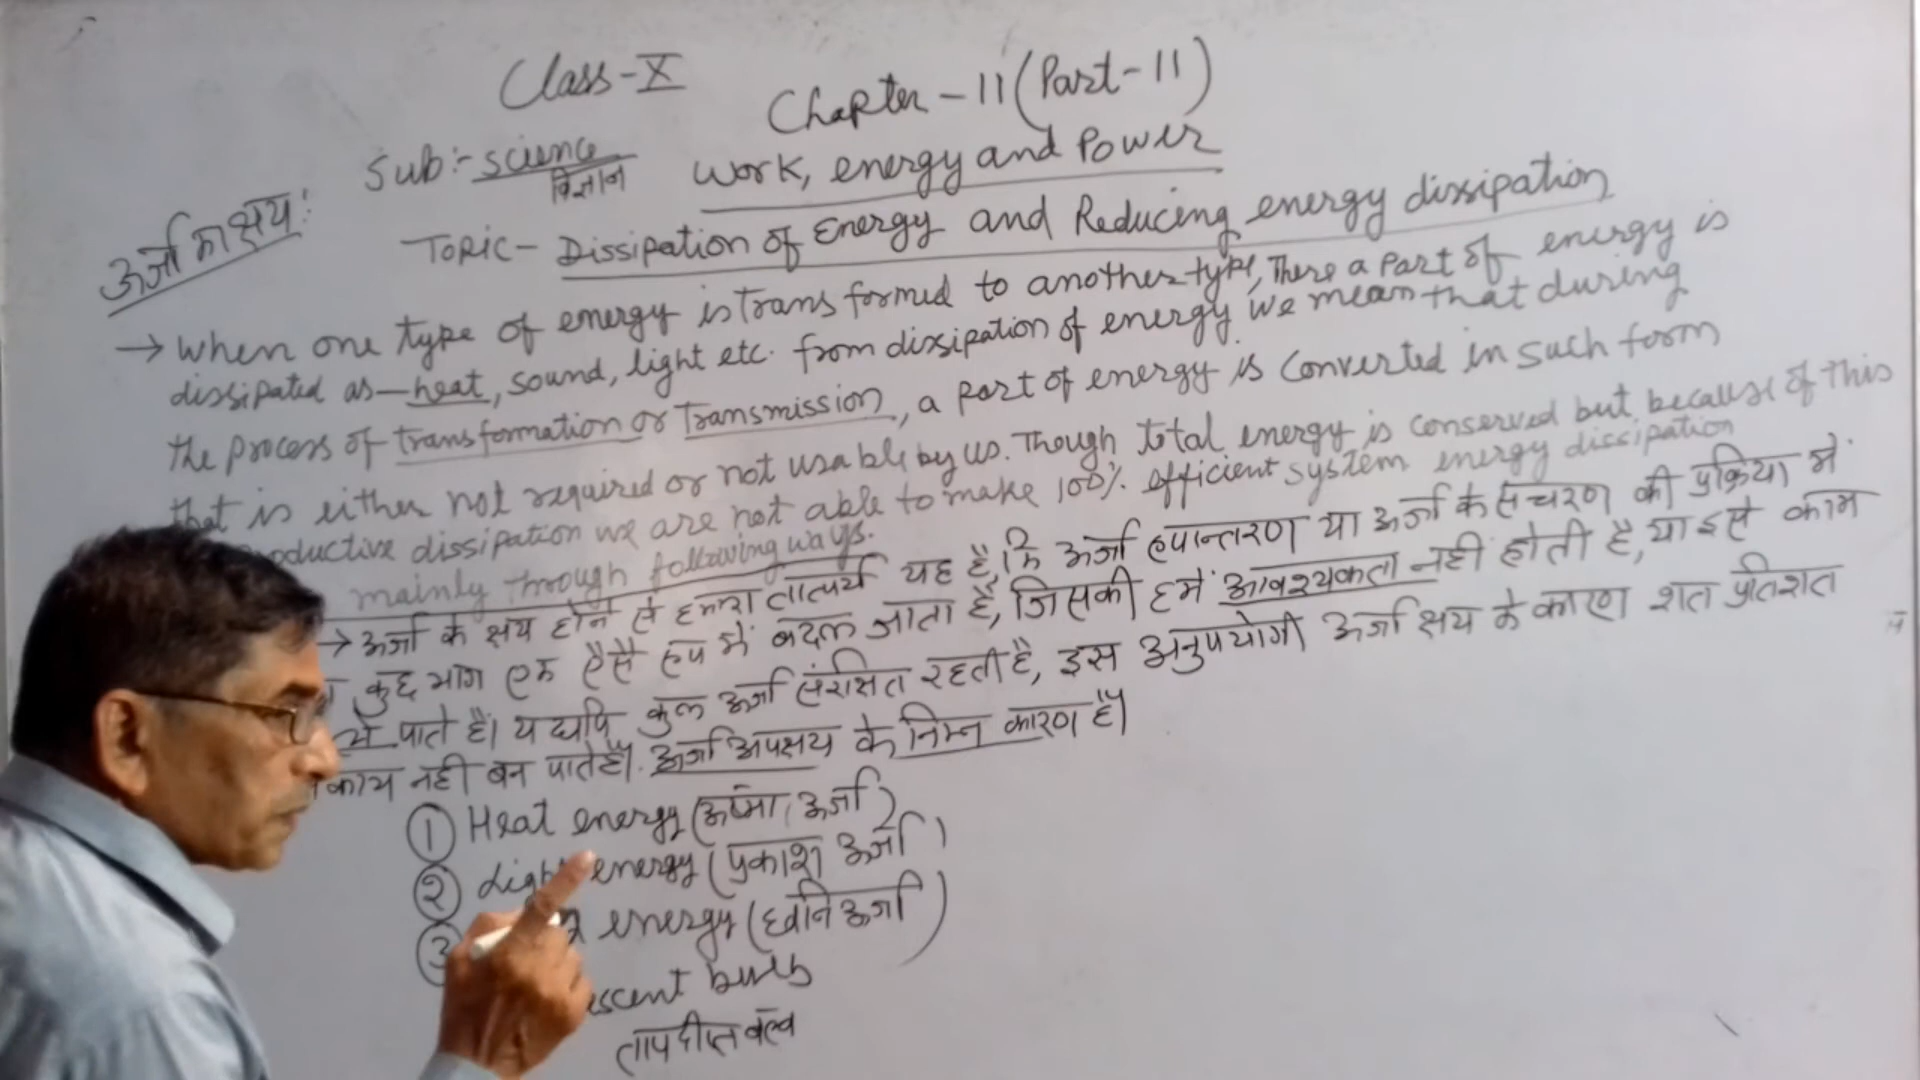 Class-X
Chapter - 11 (Part-11)
Sub:- Science
विज्ञान
Work, energy and Power
ऊर्जा का क्षय:
Topic - Dissipation of Energy and Reducing energy dissipation
→ When one type of energy is transformed to another type, There a part of energy is
dissipated as - heat, sound, light etc. from dissipation of energy we mean that during
the process of transformation or Transmission, a part of energy is converted in such form
that is either not required or not usable by us. Though total energy is conserved but because of this
oductive dissipation we are not able to make 100% efficient system energy dissipation
mainly through following ways.
→ ऊर्जा के क्षय होने से हमारा तात्पर्य यह है, कि ऊर्जा रूपान्तरण या ऊर्जा के संचरण की प्रक्रिया में
कुछ भाग एक ऐसे रूप में बदल जाता है, जिसकी हमें आवश्यकता नही होती है, या इसे काम
में पाते है। यद्यपि कुल ऊर्जा संरक्षित रहती है, इस अनुपयोगी ऊर्जा क्षय के कारण शत प्रतिशत
नही बन पाते है। ऊर्जा अपक्षय के निम्न कारण है।
① Heat energy (ऊष्मा ऊर्जा)
② Light energy (प्रकाश ऊर्जा)
③ energy (ध्वनि ऊर्जा)
escent bulb
तापदीप्त बल्व